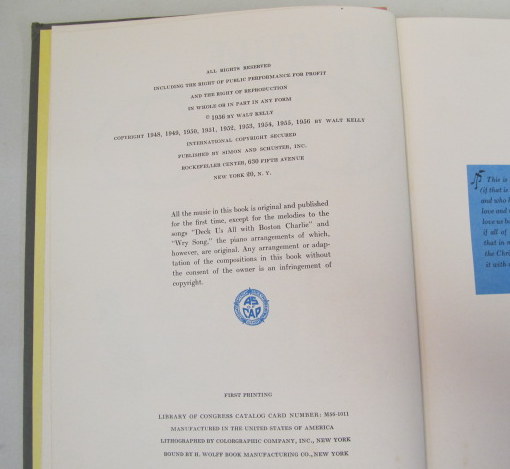 ALL RIGHTS RESERVED
INCLUDING THE RIGHT OF PUBLIC PERFORMANCE FOR PROFIT
AND THE RIGHT OF REPRODUCTION
IN WHOLE OR IN PART IN ANY FORM
© 1956 BY WALT KELLY
COPYRIGHT 1948, 1949, 1950, 1951, 1952, 1953, 1954, 1955, 1956 BY WALT KELLY
INTERNATIONAL COPYRIGHT SECURED
PUBLISHED BY SIMON AND SCHUSTER, INC.
ROCKEFELLER CENTER, 630 FIFTH AVENUE
NEW YORK 20, N. Y.
All the music in this book is original and published
for the first time, except for the melodies to the
songs "Deck Us All with Boston Charlie" and
"Wry Song," the piano arrangements of which,
however, are original. Any arrangement or adap-
tation of the compositions in this book without
the consent of the owner is an infringement of
copyright.
AS
CAP
FIRST PRINTING
LIBRARY OF CONGRESS CATALOG CARD NUMBER: M56-1011
MANUFACTURED IN THE UNITED STATES OF AMERICA
LITHOGRAPHED BY COLORGRAPHIC COMPANY, INC., NEW YORK
BOUND BY H. WOLFF BOOK MANUFACTURING CO., NEW YORK
This is
(if that is
and who
love and
love us
if all of
that in
the Chr
it with